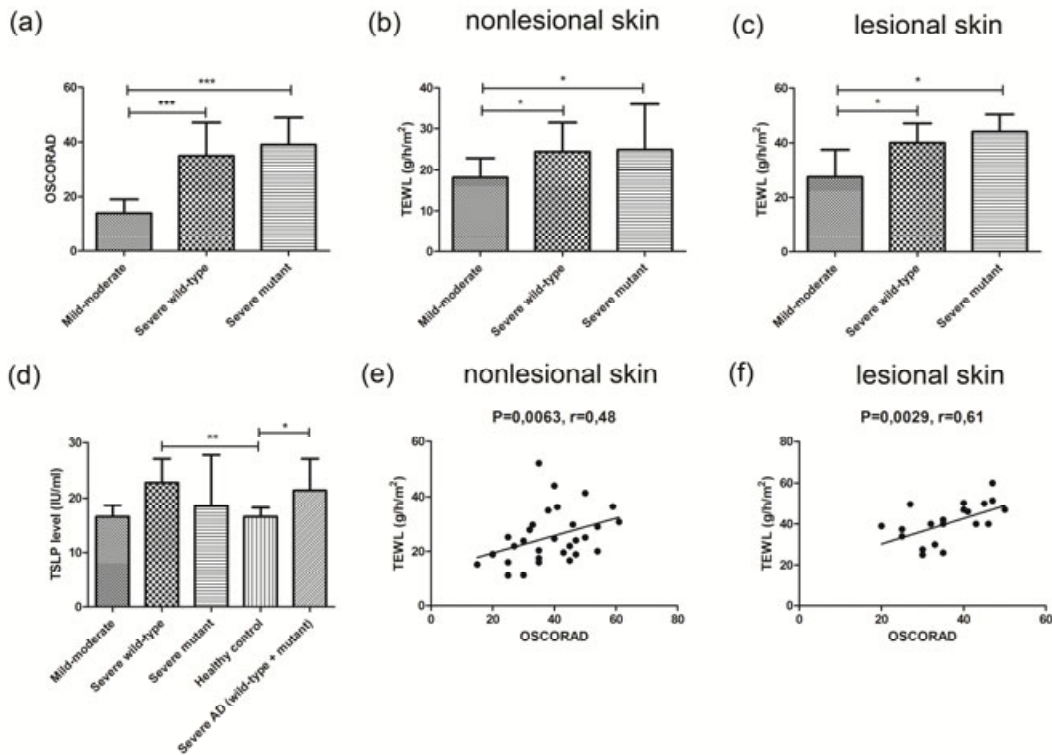 (a)
OSCORAD
60
40
20
0
***
***
Mild-moderate
Severe wild-type
Severe mutant
(b)
nonlesional skin
TEWL (g/h/m²)
40
30
20
10
0
*
*
Mild-moderate
Severe wild-type
Severe mutant
(c)
lesional skin
TEWL (g/h/m²)
60
40
20
0
*
*
Mild-moderate
Severe wild-type
Severe mutant
(d)
TSLP level (IU/ml)
30
20
10
0
**
*
Mild-moderate
Severe wild-type
Severe mutant
Healthy control
Severe AD (wild-type + mutant)
(e)
nonlesional skin
P=0,0063, r=0,48
TEWL (g/h/m²)
60
40
20
0
0 20 40 60 80
OSCORAD
(f)
lesional skin
P=0,0029, r=0,61
TEWL (g/h/m²)
80
60
40
20
0
0 20 40 60
OSCORAD